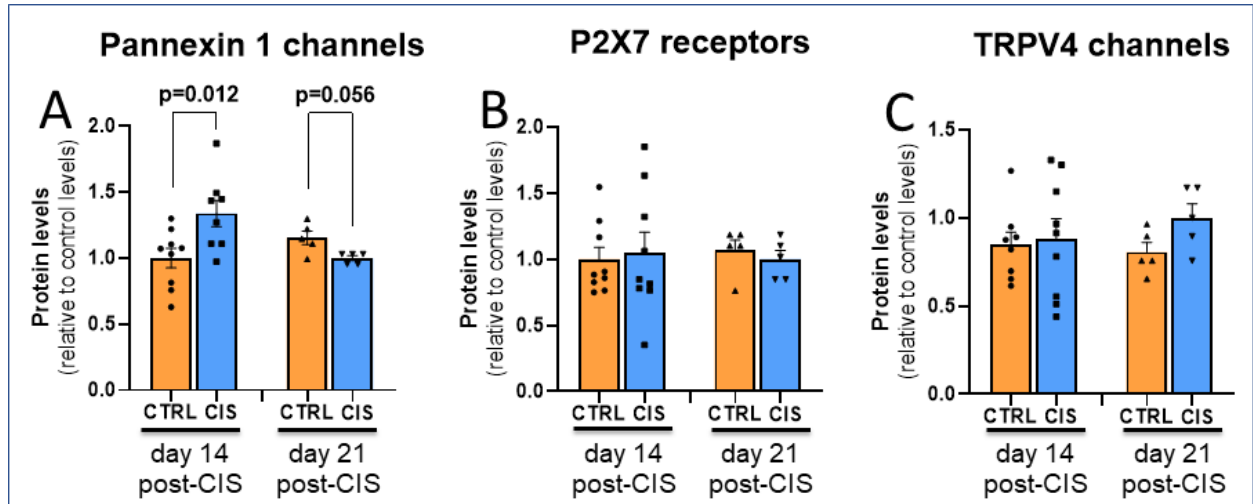 Pannexin 1 channels
P2X7 receptors
TRPV4 channels
A
p=0.012
p=0.056
Protein levels
(relative to control levels)
2.0
1.5
1.0
0.5
0.0
CTRL CIS
CTRL CIS
day 14
post-CIS
day 21
post-CIS
B
Protein levels
(relative to control levels)
2.0
1.5
1.0
0.5
0.0
CTRL CIS
CTRL CIS
day 14
post-CIS
day 21
post-CIS
C
Protein levels
(relative to control levels)
1.5
1.0
0.5
0.0
CTRL CIS
CTRL CIS
day 14
post-CIS
day 21
post-CIS